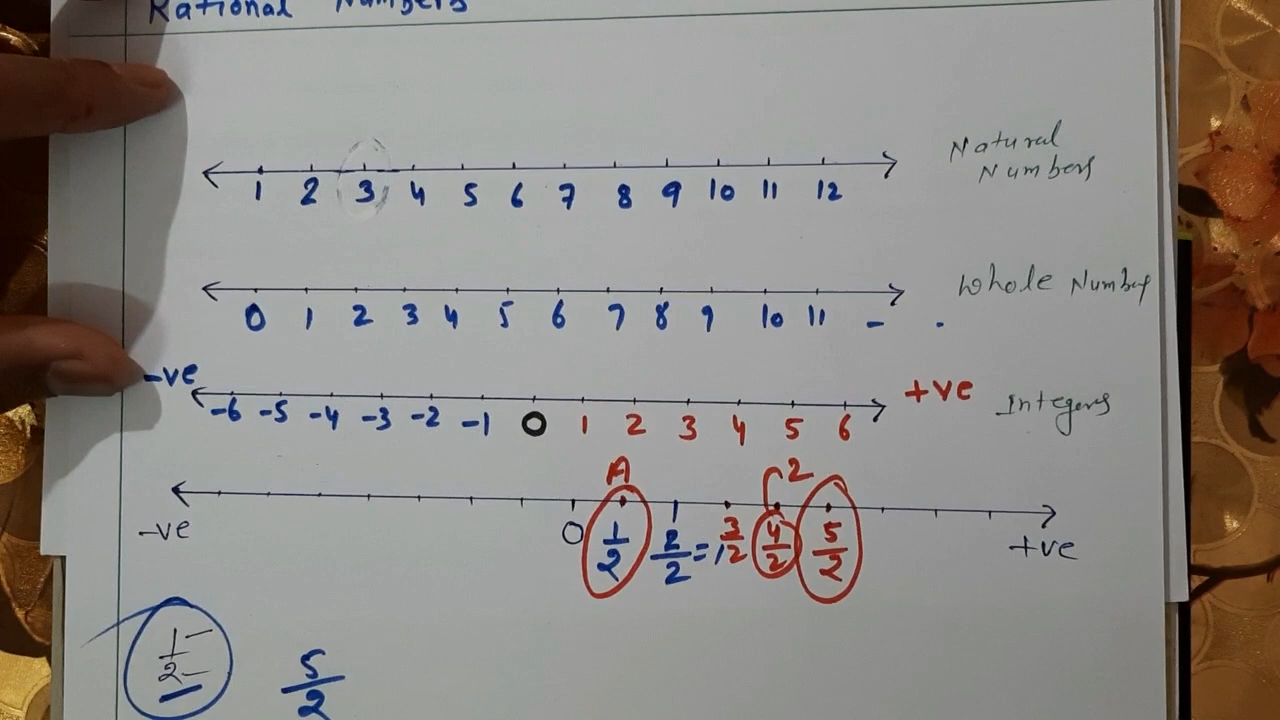 Rational Numbers
Natural
Numbers
1 2 3 4 5 6 7 8 9 10 11 12
Whole Number
0 1 2 3 4 5 6 7 8 9 10 11 - .
-ve +ve Integers
-6 -5 -4 -3 -2 -1 0 1 2 3 4 5 6
A 2
-ve 0 1/2 2/2=1 3/2 4/2 5/2 +ve
1/2 5/2